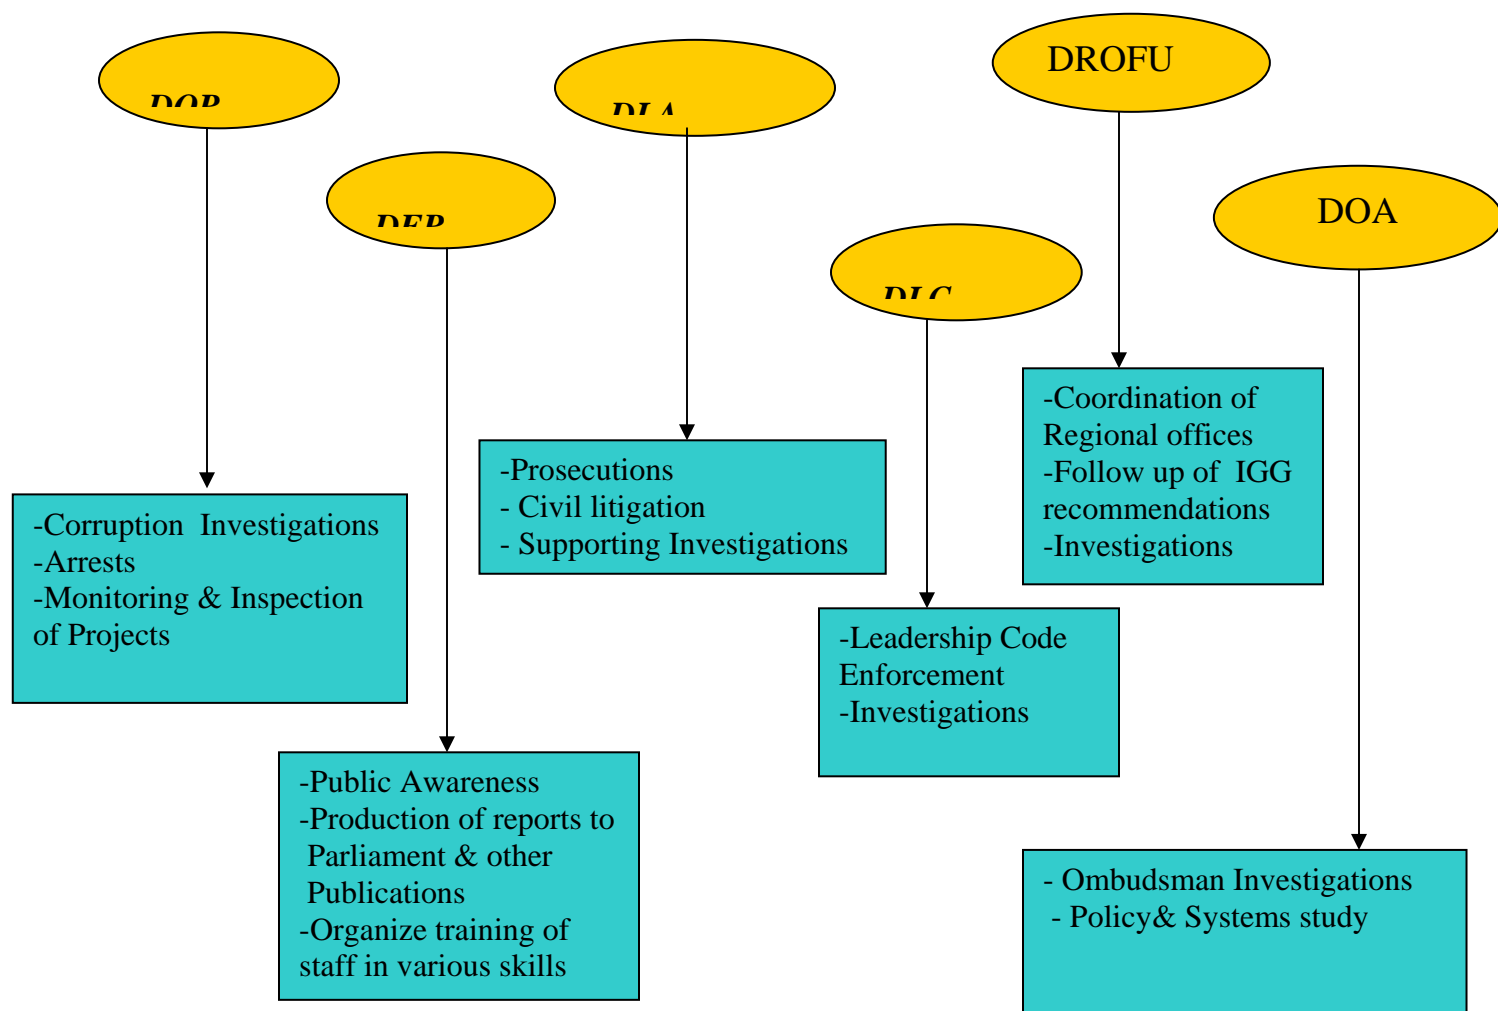 DROFU
DOA
DLA
DLC
-Coordination of
Regional offices
-Follow up of  IGG
recommendations
-Investigations
-Prosecutions
- Civil litigation
- Supporting Investigations
-Corruption  Investigations
-Arrests
-Monitoring & Inspection
of Projects
-Leadership Code
Enforcement
-Investigations
-Public Awareness
-Production of reports to
Parliament & other
Publications
-Organize training of
staff in various skills
- Ombudsman Investigations
- Policy& Systems study